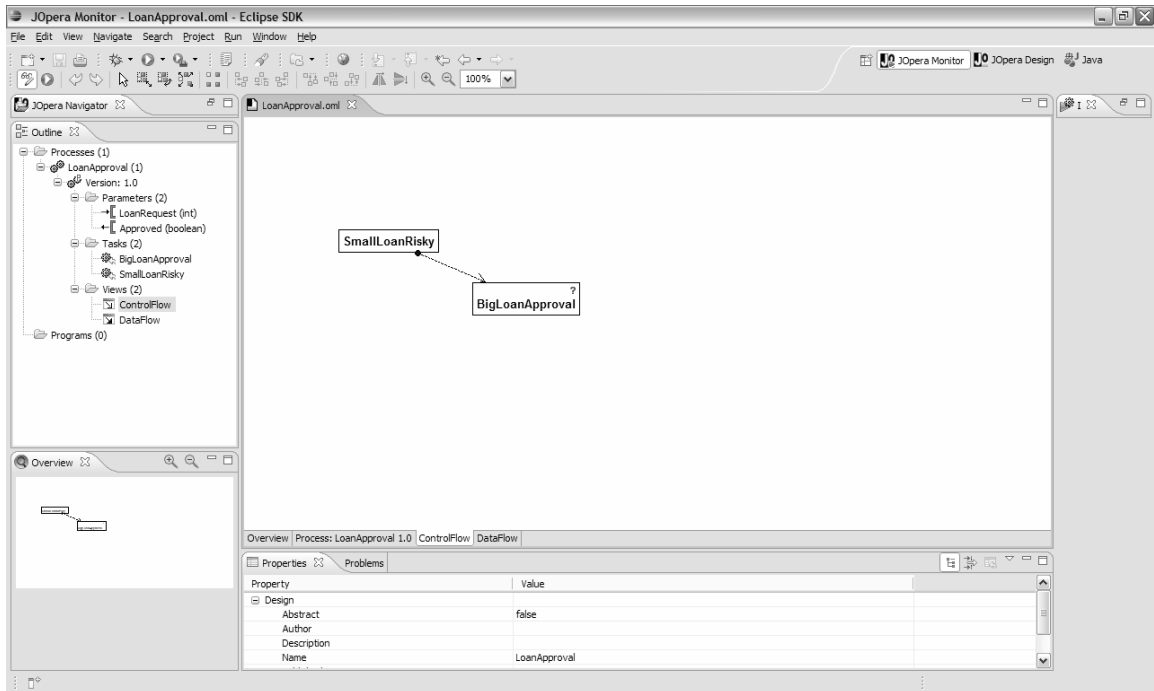 JOpera Monitor - LoanApproval.oml - Eclipse SDK
File Edit View Navigate Search Project Run Window Help
JOpera Monitor JOpera Design Java
100%
JOpera Navigator
LoanApproval.oml
I
Outline
Processes (1)
LoanApproval (1)
Version: 1.0
Parameters (2)
LoanRequest (int)
Approved (boolean)
Tasks (2)
BigLoanApproval
SmallLoanRisky
Views (2)
ControlFlow
DataFlow
Programs (0)
SmallLoanRisky
?
BigLoanApproval
Overview
Overview Process: LoanApproval 1.0 ControlFlow DataFlow
Properties Problems
Property Value
Design
Abstract false
Author
Description
Name LoanApproval